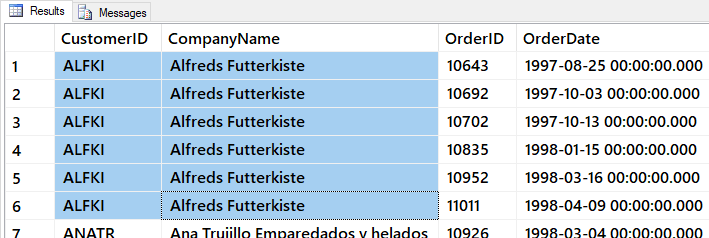 Results Messages
CustomerID CompanyName OrderID OrderDate
1 ALFKI Alfreds Futterkiste 10643 1997-08-25 00:00:00.000
2 ALFKI Alfreds Futterkiste 10692 1997-10-03 00:00:00.000
3 ALFKI Alfreds Futterkiste 10702 1997-10-13 00:00:00.000
4 ALFKI Alfreds Futterkiste 10835 1998-01-15 00:00:00.000
5 ALFKI Alfreds Futterkiste 10952 1998-03-16 00:00:00.000
6 ALFKI Alfreds Futterkiste 11011 1998-04-09 00:00:00.000
7 ANATR Ana Trujillo Emparedados y helados 10926 1998-03-04 00:00:00.000